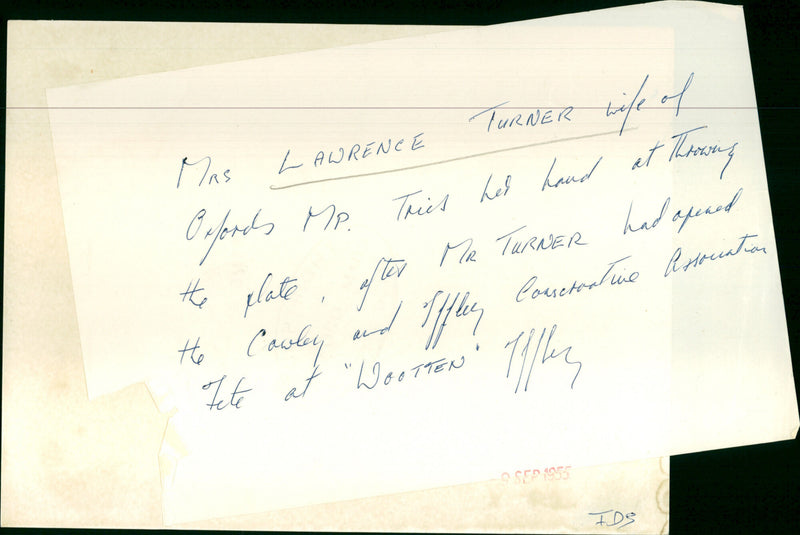 Mrs LAWRENCE TURNER wife of
Oxfords MP. Tries her hand at throwing
the plate, after Mr TURNER had opened
the Cowley and Iffley Conservative Association
Fete at "WOOTTEN" Iffley
9 SEP 1955
IDS